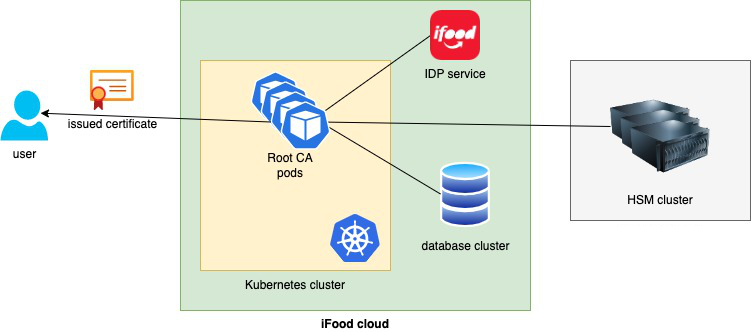 ifood
IDP service
issued certificate
user
Root CA
pods
HSM cluster
database cluster
Kubernetes cluster
iFood cloud